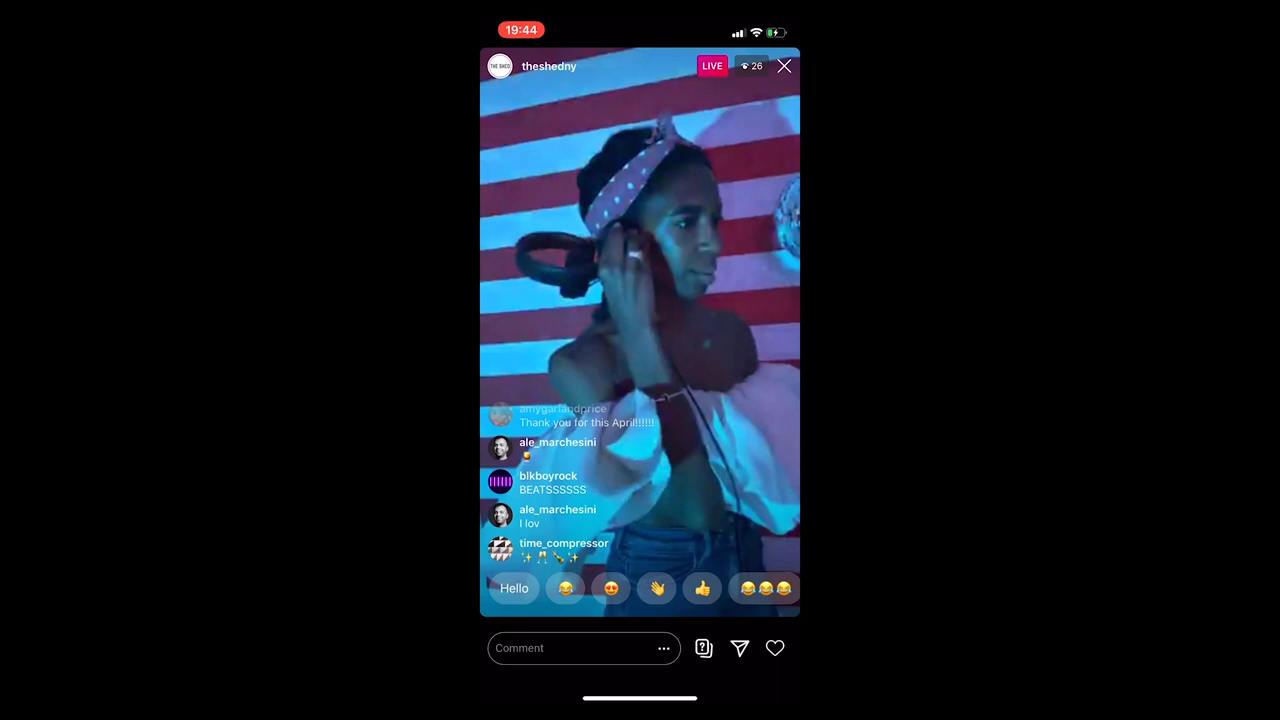 19:44
THE SHED
theshedny
LIVE
26
amygarlandprice
Thank you for this April!!!!!!
ale_marchesini
blkboyrock
BEATSSSSSS
ale_marchesini
I lov
time_compressor
Hello
Comment